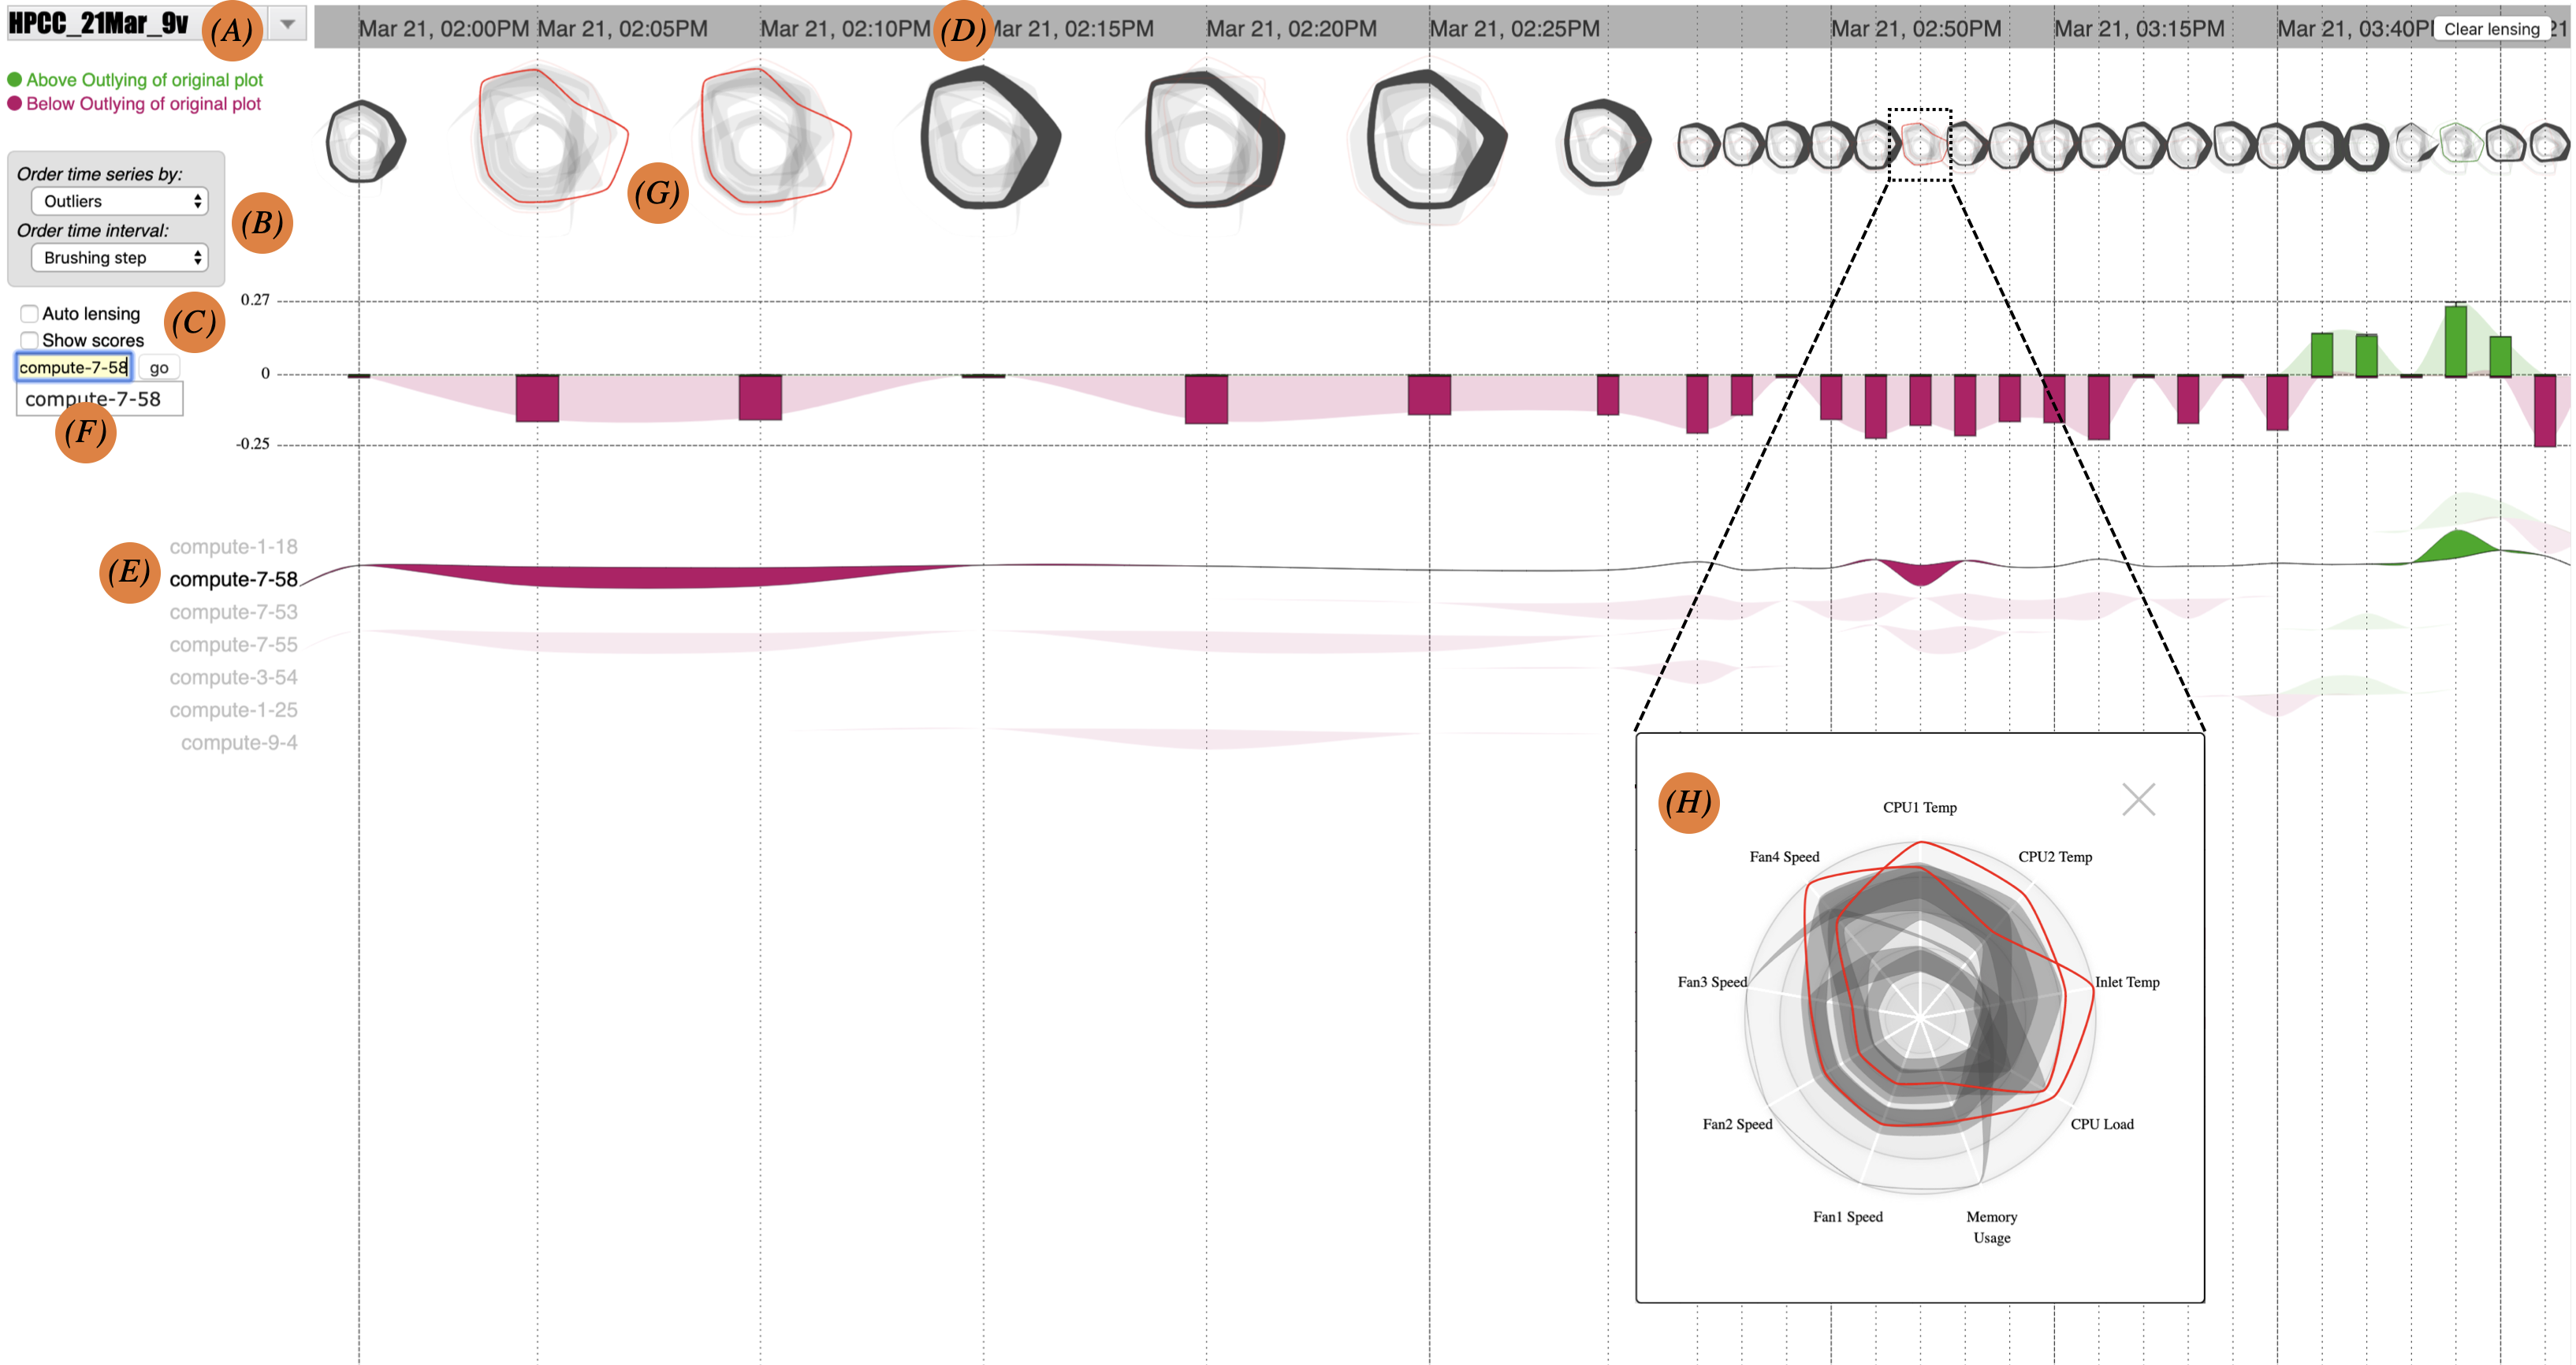 HPCC_21Mar_9v
(A)
Mar 21, 02:00PM
Mar 21, 02:05PM
Mar 21, 02:10PM
(D)
Mar 21, 02:15PM
Mar 21, 02:20PM
Mar 21, 02:25PM
Mar 21, 02:50PM
Mar 21, 03:15PM
Mar 21, 03:40PM
Clear lensing
21
Above Outlying of original plot
Below Outlying of original plot
Order time series by:
Outliers
Order time interval:
Brushing step
(B)
(G)
Auto lensing
Show scores
(C)
compute-7-58
go
compute-7-58
(F)
0.27
0
-0.25
(E)
compute-1-18
compute-7-58
compute-7-53
compute-7-55
compute-3-54
compute-1-25
compute-9-4
(H)
CPU1 Temp
CPU2 Temp
Inlet Temp
CPU Load
Memory
Usage
Fan1 Speed
Fan2 Speed
Fan3 Speed
Fan4 Speed